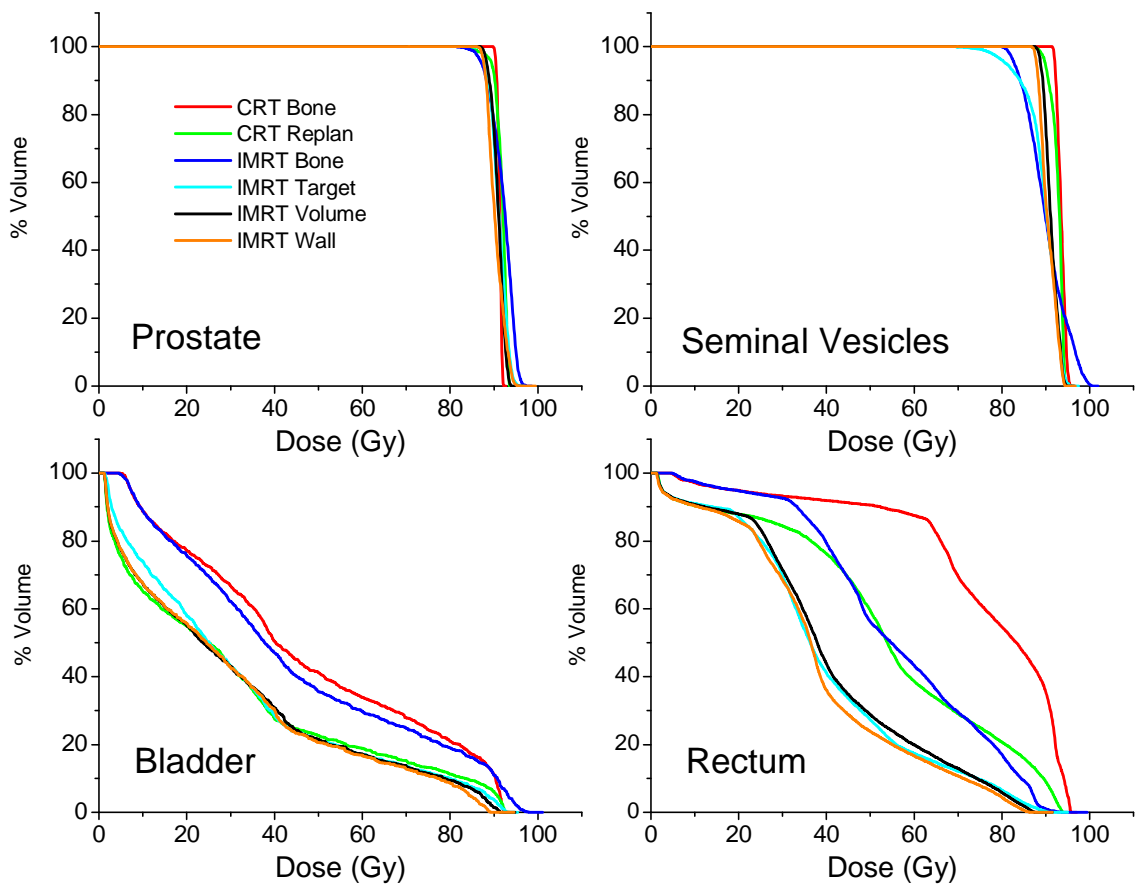 100
80
60
40
20
0
% Volume
CRT Bone
CRT Replan
IMRT Bone
IMRT Target
IMRT Volume
IMRT Wall
Prostate
0 20 40 60 80 100
Dose (Gy)
100
80
60
40
20
0
% Volume
Seminal Vesicles
0 20 40 60 80 100
Dose (Gy)
100
80
60
40
20
0
% Volume
Bladder
0 20 40 60 80 100
Dose (Gy)
100
80
60
40
20
0
% Volume
Rectum
0 20 40 60 80 100
Dose (Gy)